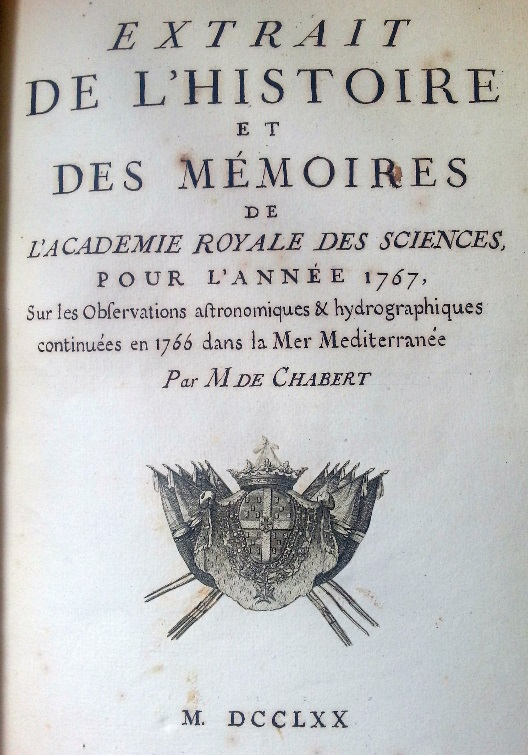 EXTRAIT
DE L'HISTOIRE
ET
DES MÉMOIRES
DE
L'ACADEMIE ROYALE DES SCIENCES,
POUR L'ANNÉE 1767,
Sur les Obſervations aſtronomiques & hydrographiques
continuées en 1766 dans la Mer Mediterranée
Par M DE CHABERT
M. DCCLXX